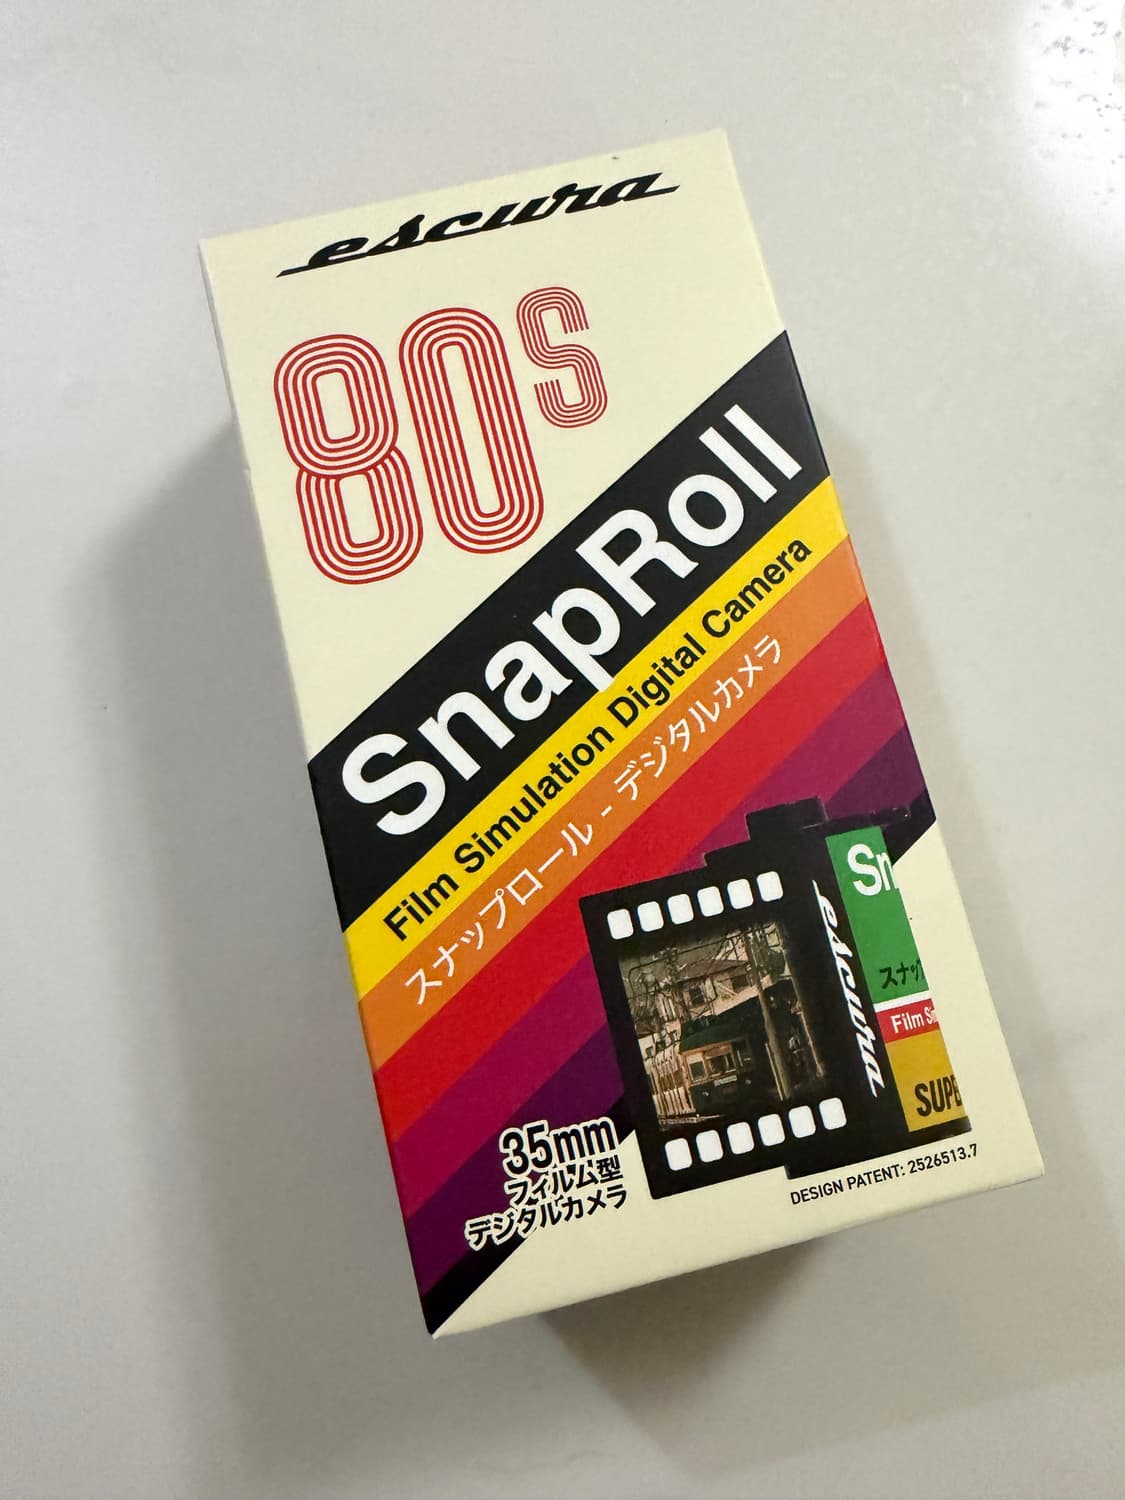 escura
80s
SnapRoll
Film Simulation Digital Camera
スナップロール - デジタルカメラ
Sn
escura
スナッ
Film Si
SUPE
35mm
フィルム型
デジタルカメラ
DESIGN PATENT: 2526513.7